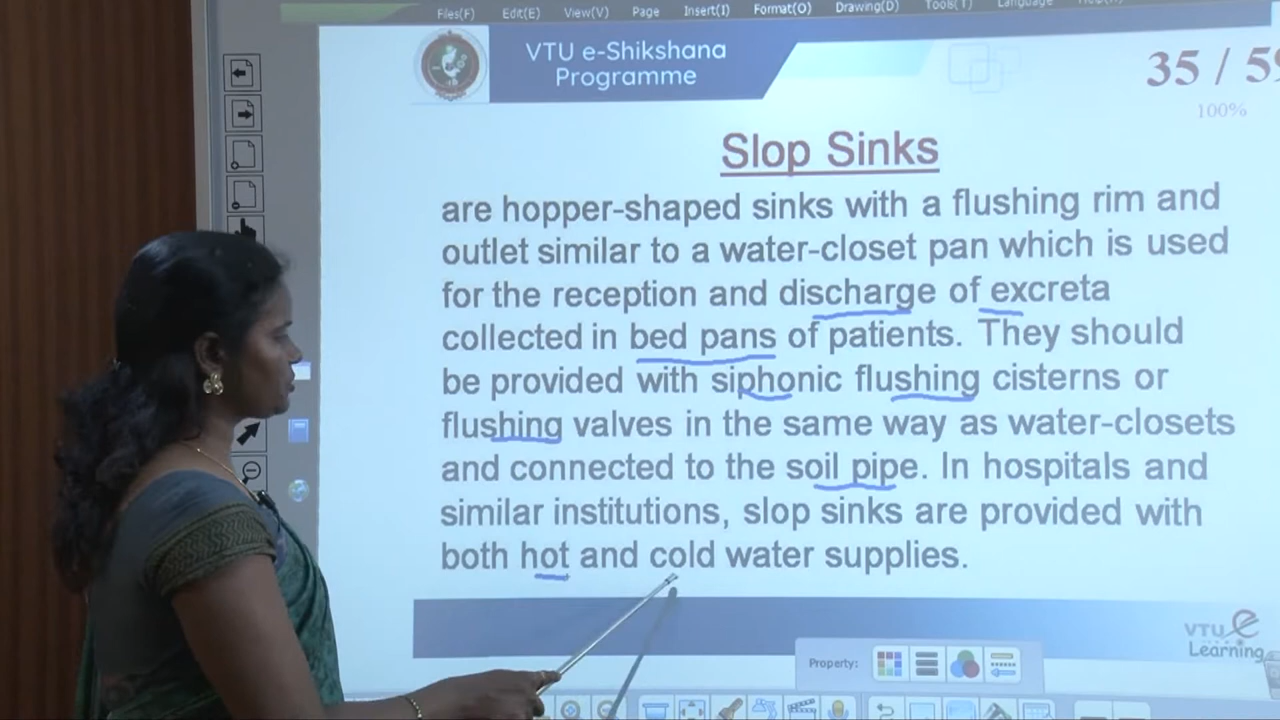 Files(F) Edit(E) View(V) Page Insert(I) Format(O) Drawing(D) Tools(T) Language
VTU e-Shikshana
Programme
35 / 59
100%
Slop Sinks
are hopper-shaped sinks with a flushing rim and
outlet similar to a water-closet pan which is used
for the reception and discharge of excreta
collected in bed pans of patients. They should
be provided with siphonic flushing cisterns or
flushing valves in the same way as water-closets
and connected to the soil pipe. In hospitals and
similar institutions, slop sinks are provided with
both hot and cold water supplies.
VTU e
Learning
Property: